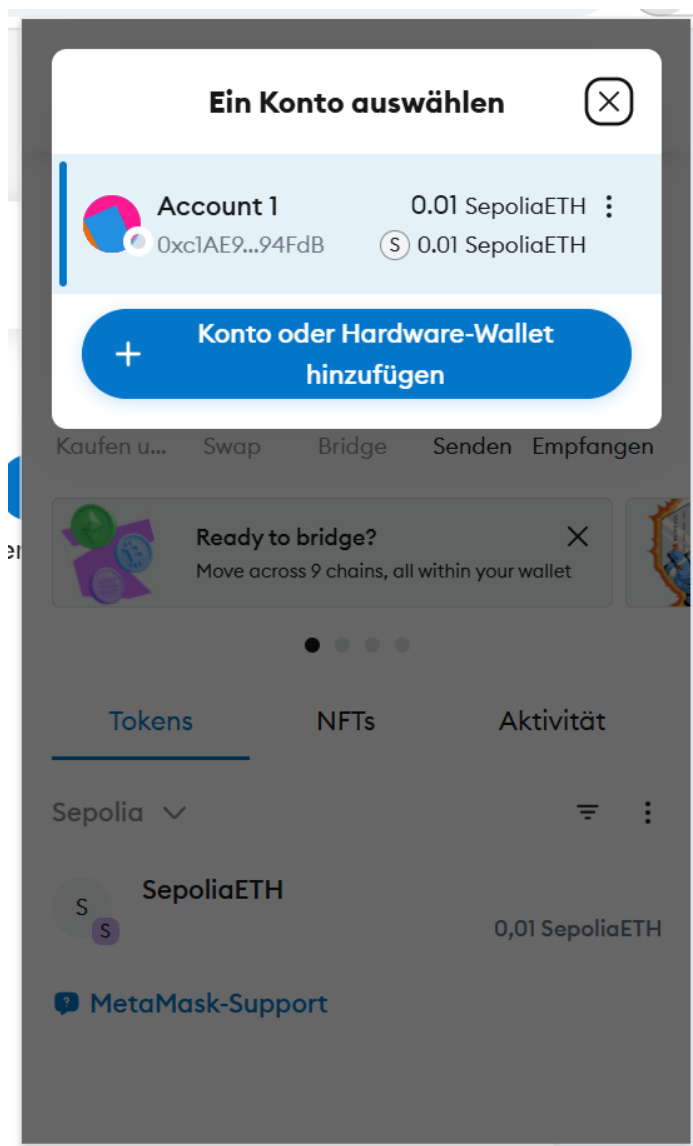 Ein Konto auswählen
Account 1
0.01 SepoliaETH
0xc1AE9...94FdB
S 0.01 SepoliaETH
+ Konto oder Hardware-Wallet
hinzufügen
Kaufen u... Swap Bridge Senden Empfangen
Ready to bridge?
Move across 9 chains, all within your wallet
Tokens NFTs Aktivität
Sepolia
S
S
SepoliaETH
0,01 SepoliaETH
? MetaMask-Support